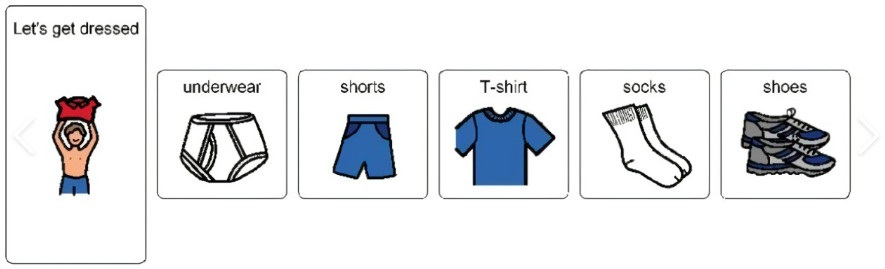 Let's get dressed
underwear
shorts
T-shirt
socks
shoes